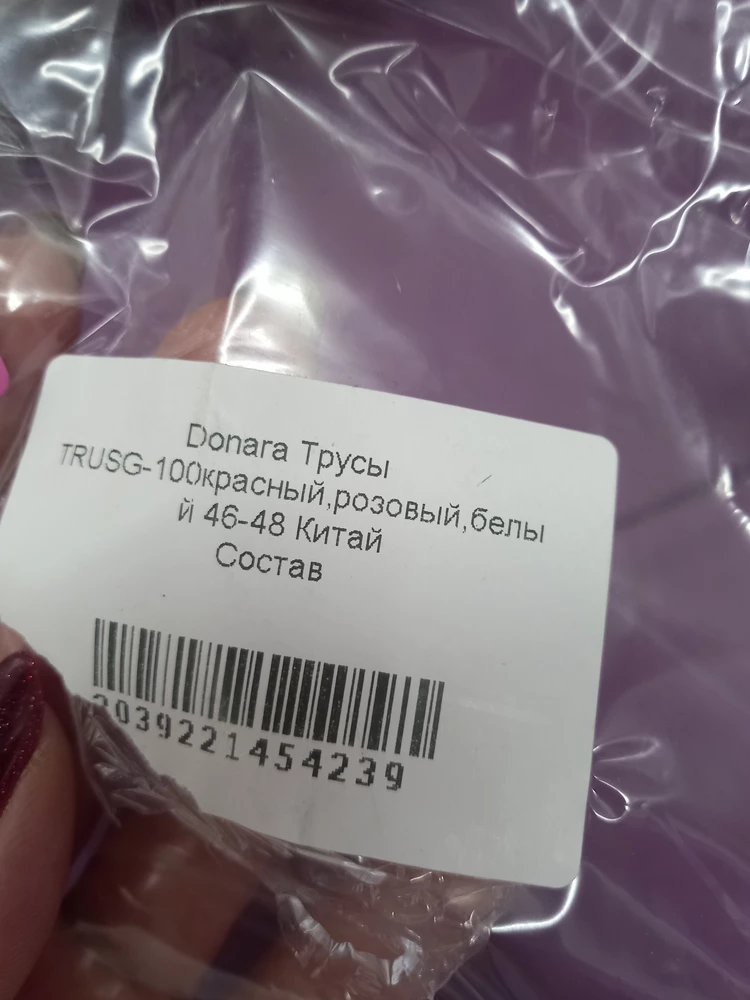 Donara Трусы
TRUSG-100красный,розовый,белы
й 46-48 Китай
Состав
2039221454239